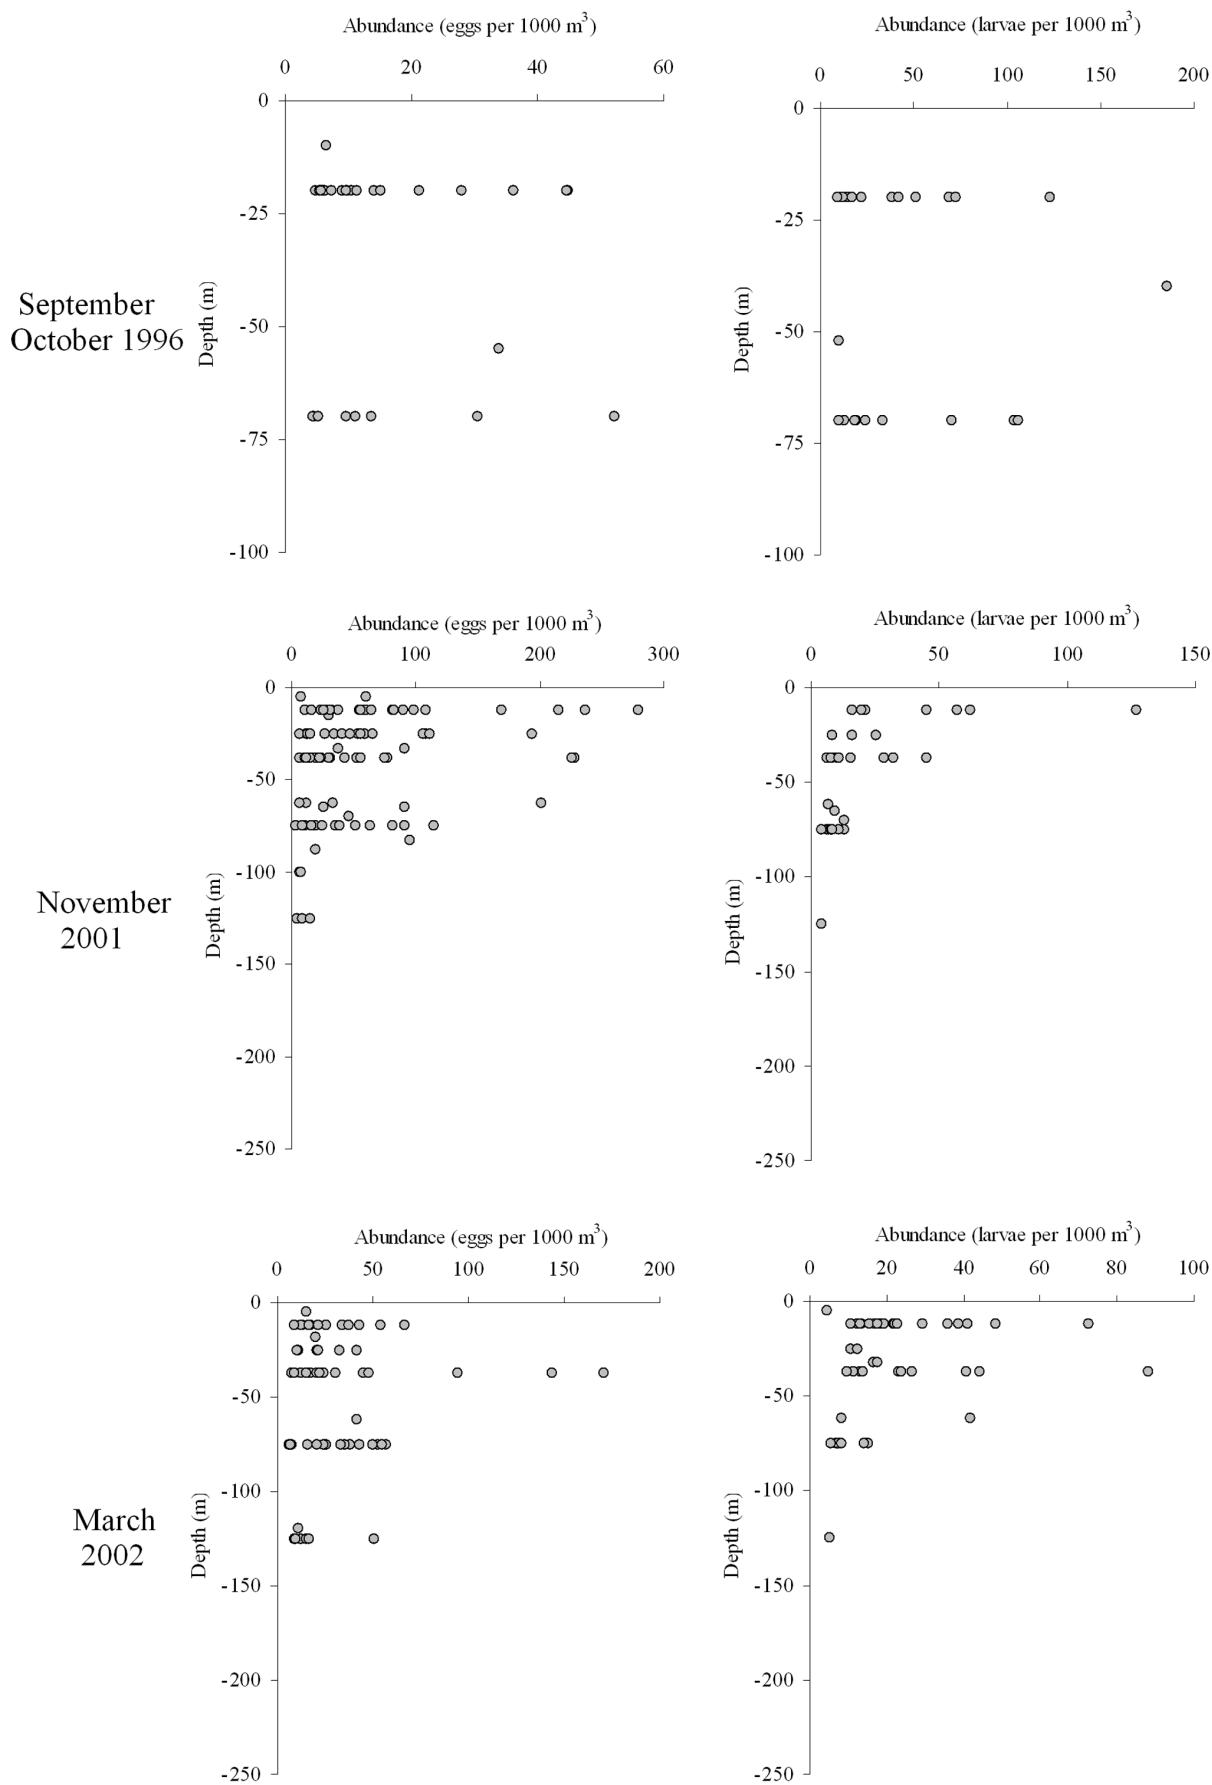 Abundance (eggs per 1000 m³)
Abundance (larvae per 1000 m³)
0 20 40 60
0 50 100 150 200
0
-25
-50
-75
-100
Depth (m)
0
-25
-50
-75
-100
Depth (m)
September
October 1996
Abundance (eggs per 1000 m³)
Abundance (larvae per 1000 m³)
0 100 200 300
0 50 100 150
0
-50
-100
-150
-200
-250
Depth (m)
0
-50
-100
-150
-200
-250
Depth (m)
November
2001
Abundance (eggs per 1000 m³)
Abundance (larvae per 1000 m³)
0 50 100 150 200
0 20 40 60 80 100
0
-50
-100
-150
-200
-250
Depth (m)
0
-50
-100
-150
-200
-250
Depth (m)
March
2002